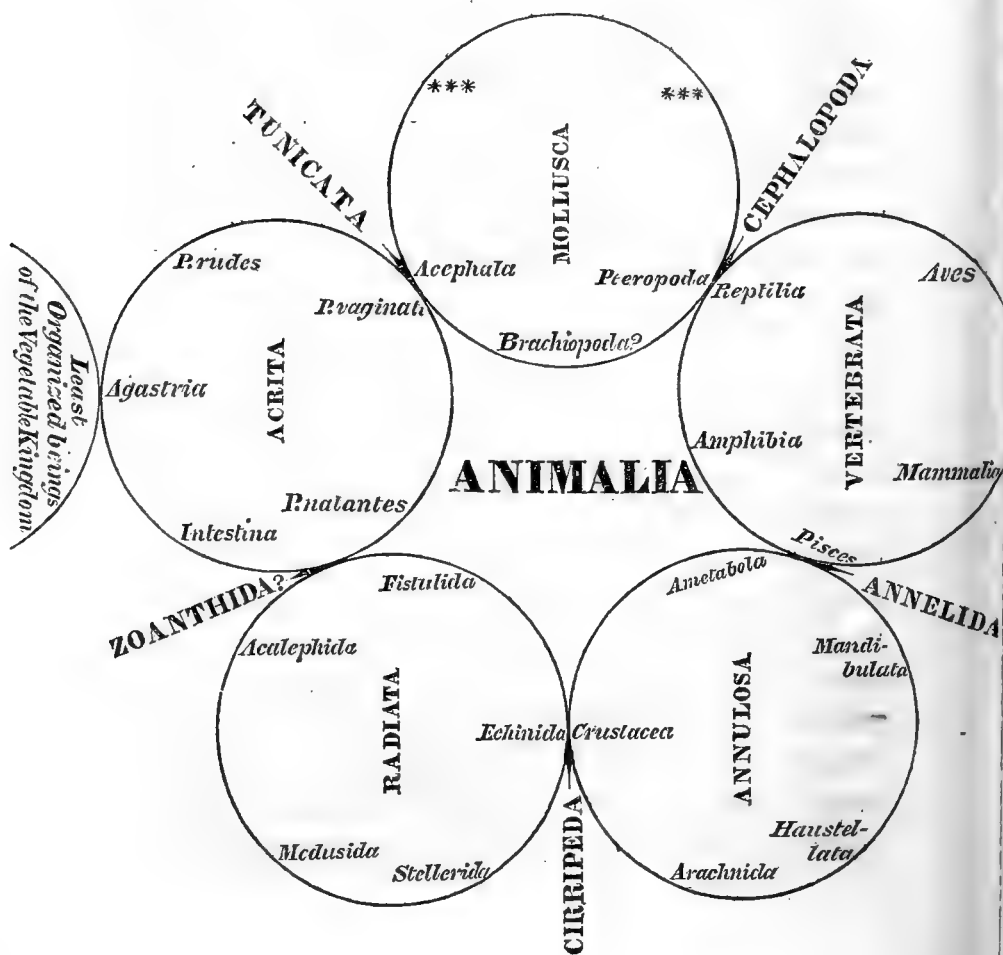 ***
***
TUNICATA
CEPHALOPODA
MOLLUSCA
Acephala
Pteropoda
Brachiopoda?
P.rudes
P.vaginati
ACRITA
Agastria
P.natantes
Intestina
Least
Organized beings
of the Vegetable Kingdom.
Aves
Reptilia
VERTEBRATA
Amphibia
Mammalia
Pisces
ANIMALIA
ZOANTHIDA?
ANNELIDA
Fistulida
Acalephida
RADIATA
Echinida
Medusida
Stellerida
Ametabola
Mandi-
bulata
ANNULOSA
Crustacea
Haustel-
lata
Arachnida
CIRRIPEDA